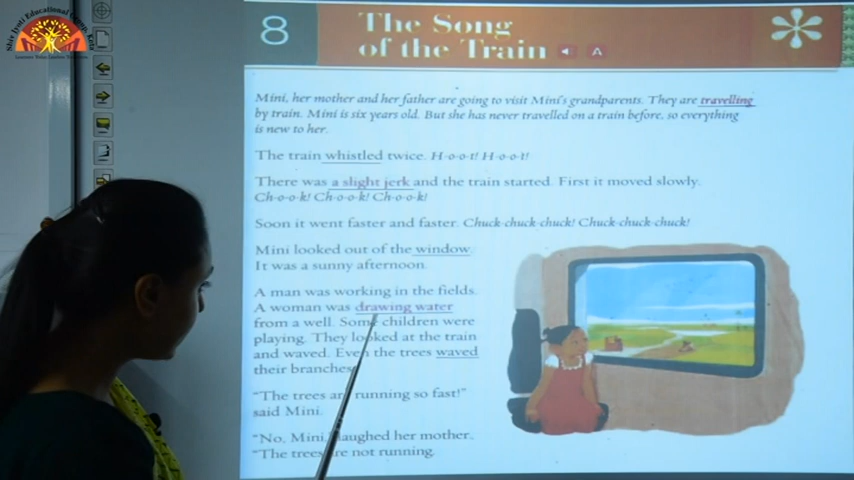 Shiv Jyoti Educational Group, Kota
8
The Song
of the Train
A
Mini, her mother and her father are going to visit Mini's grandparents. They are travelling
by train. Mini is six years old. But she has never travelled on a train before, so everything
is new to her.
The train whistled twice. H-o-o-t! H-o-o-t!
There was a slight jerk and the train started. First it moved slowly.
Ch-o-o-k! Ch-o-o-k! Ch-o-o-k!
Soon it went faster and faster. Chuck-chuck-chuck! Chuck-chuck-chuck!
Mini looked out of the window.
It was a sunny afternoon.
A man was working in the fields.
A woman was drawing water
from a well. Some children were
playing. They looked at the train
and waved. Even the trees waved
their branches
"The trees are running so fast!"
said Mini.
"No, Mini," laughed her mother.
"The trees are not running.